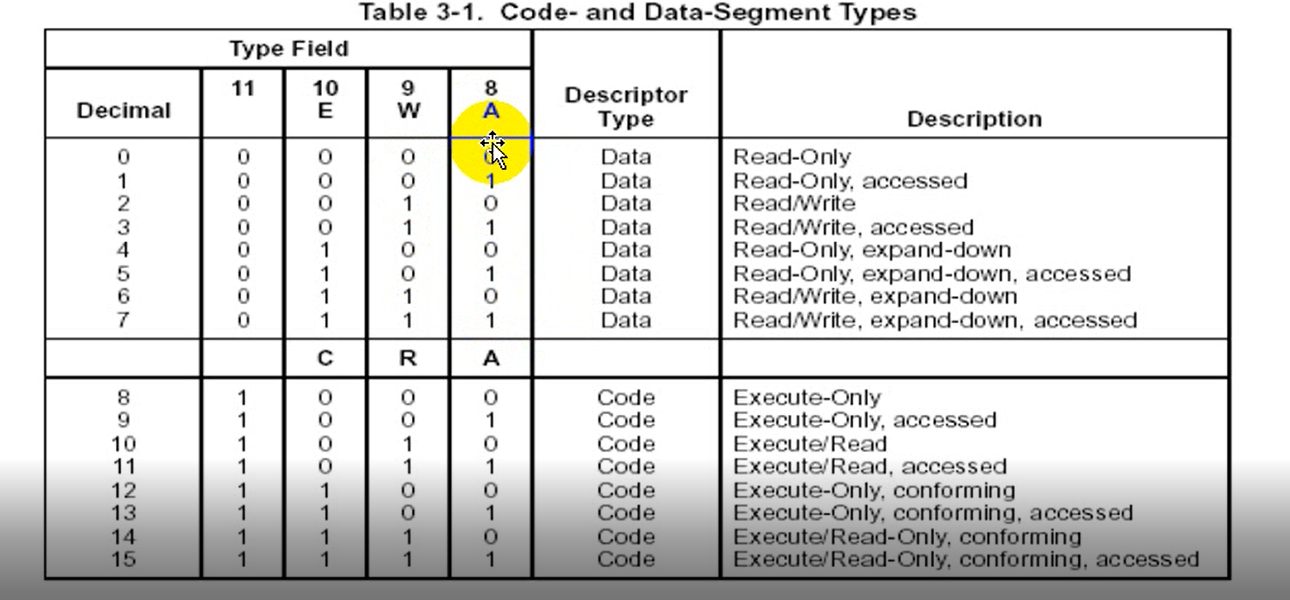 Table 3-1. Code- and Data-Segment Types
Type Field
Decimal 11 10 E 9 W 8 A Descriptor Type Description
0 0 0 0 0 Data Read-Only
1 0 0 0 1 Data Read-Only, accessed
2 0 0 1 0 Data Read/Write
3 0 0 1 1 Data Read/Write, accessed
4 0 1 0 0 Data Read-Only, expand-down
5 0 1 0 1 Data Read-Only, expand-down, accessed
6 0 1 1 0 Data Read/Write, expand-down
7 0 1 1 1 Data Read/Write, expand-down, accessed
C R A
8 1 0 0 0 Code Execute-Only
9 1 0 0 1 Code Execute-Only, accessed
10 1 0 1 0 Code Execute/Read
11 1 0 1 1 Code Execute/Read, accessed
12 1 1 0 0 Code Execute-Only, conforming
13 1 1 0 1 Code Execute-Only, conforming, accessed
14 1 1 1 0 Code Execute/Read-Only, conforming
15 1 1 1 1 Code Execute/Read-Only, conforming, accessed